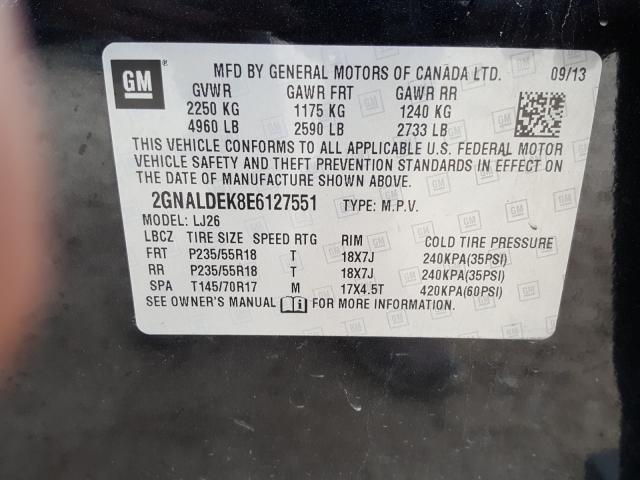 GM
MFD BY GENERAL MOTORS OF CANADA LTD. 09/13
GVWR GAWR FRT GAWR RR
2250 KG 1175 KG 1240 KG
4960 LB 2590 LB 2733 LB
THIS VEHICLE CONFORMS TO ALL APPLICABLE U.S. FEDERAL MOTOR
VEHICLE SAFETY AND THEFT PREVENTION STANDARDS IN EFFECT ON
THE DATE OF MANUFACTURE SHOWN ABOVE.
2GNALDEK8E6127551 TYPE: M.P.V.
MODEL: LJ26
LBCZ TIRE SIZE SPEED RTG RIM COLD TIRE PRESSURE
FRT P235/55R18 T 18X7J 240KPA(35PSI)
RR P235/55R18 T 18X7J 240KPA(35PSI)
SPA T145/70R17 M 17X4.5T 420KPA(60PSI)
SEE OWNER'S MANUAL FOR MORE INFORMATION.